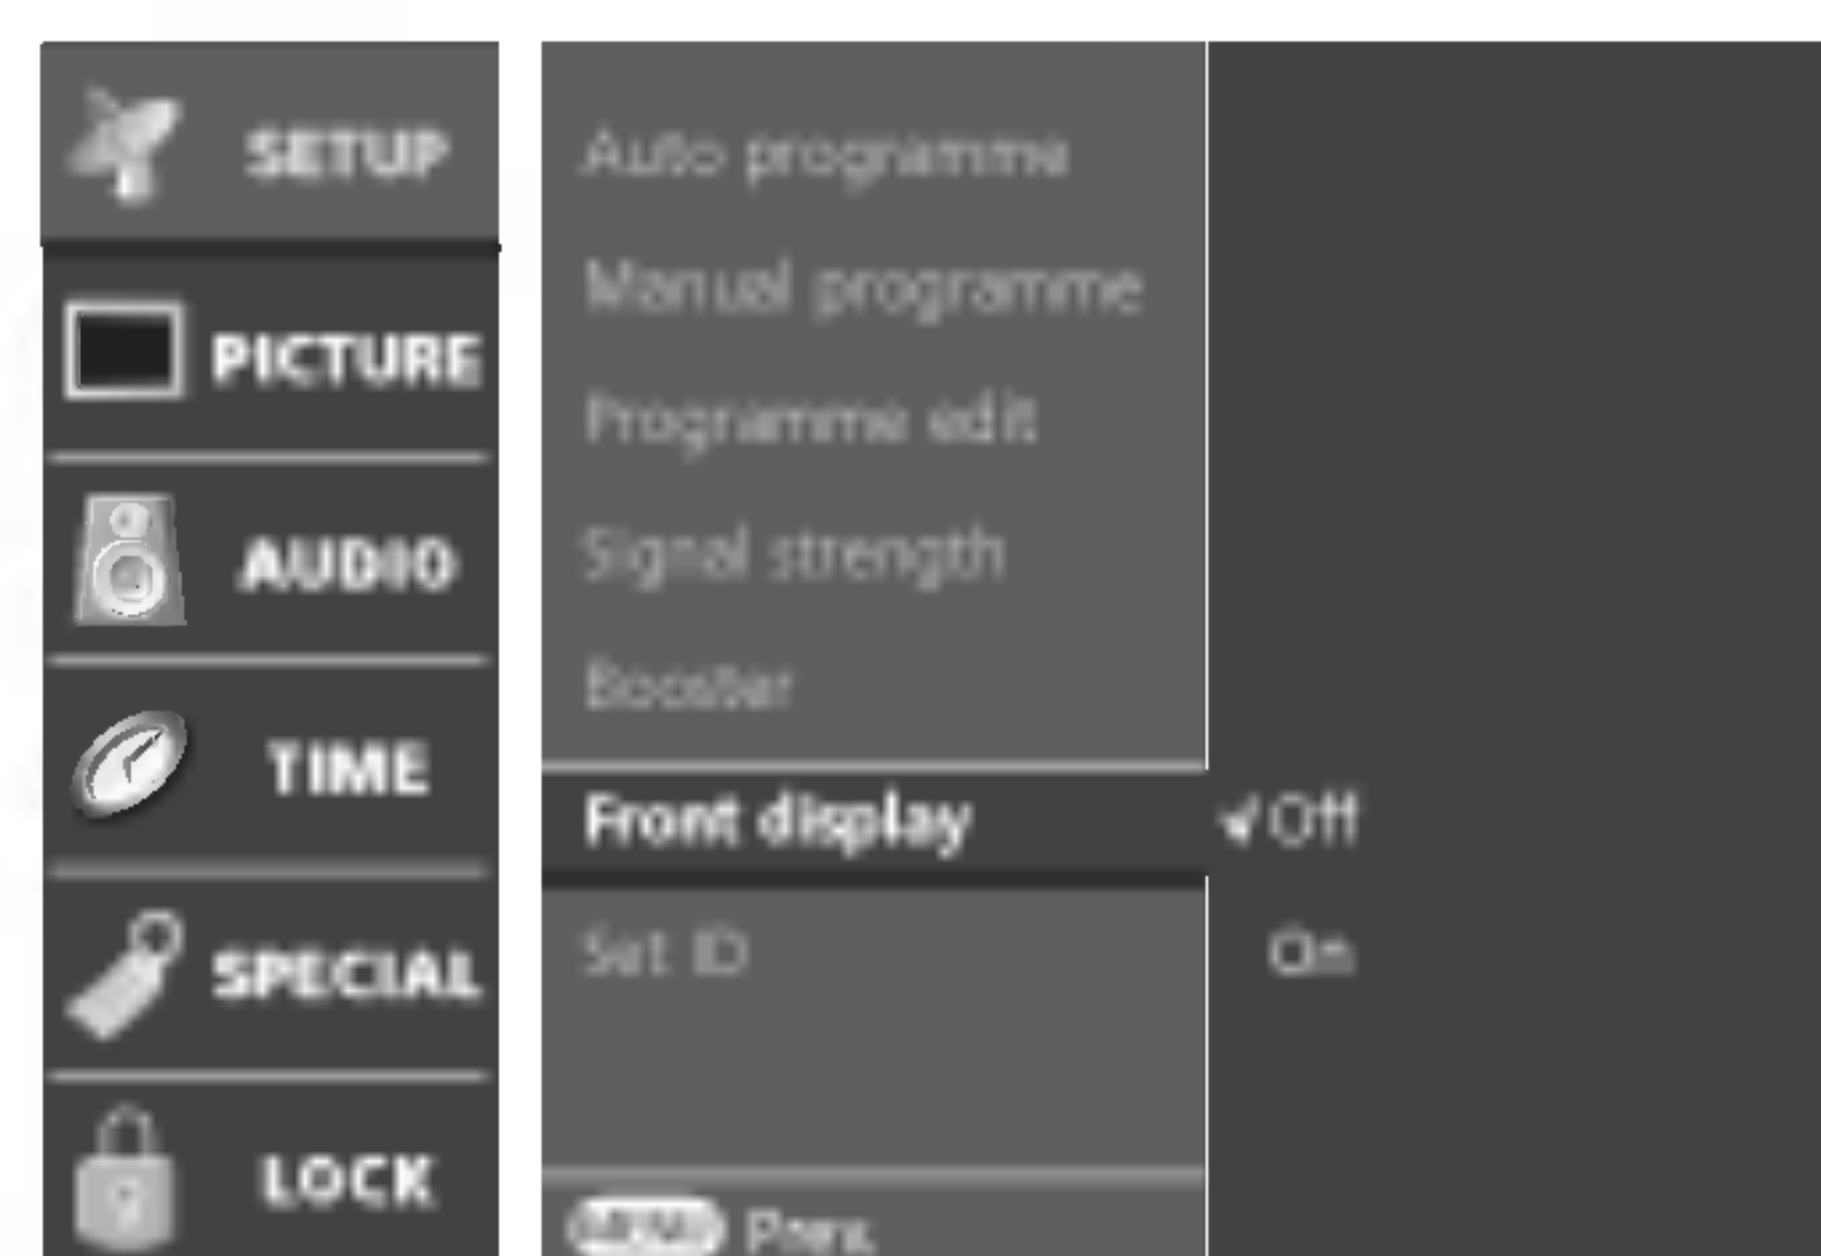 SETUP
PICTURE
AUDIO
TIME
SPECIAL
LOCK
Auto programme
Manual programme
Programme edit
Signal strength
Booster
Front display
Set ID
Off
On
MENU Prev.